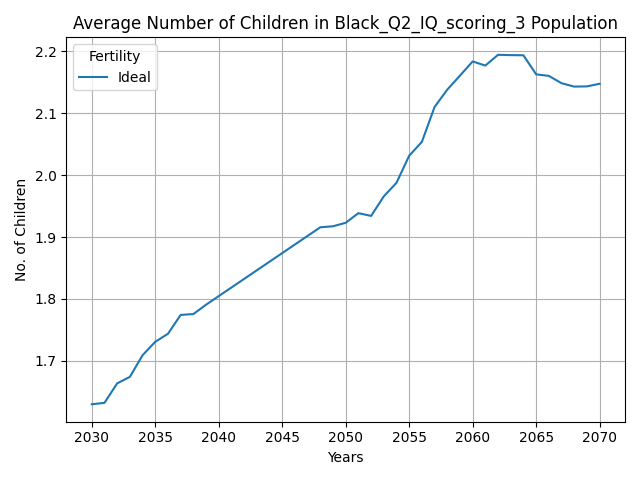 Average Number of Children in Black_Q2_IQ_scoring_3 Population
Fertility
Ideal
No. of Children
2.2
2.1
2.0
1.9
1.8
1.7
2030 2035 2040 2045 2050 2055 2060 2065 2070
Years